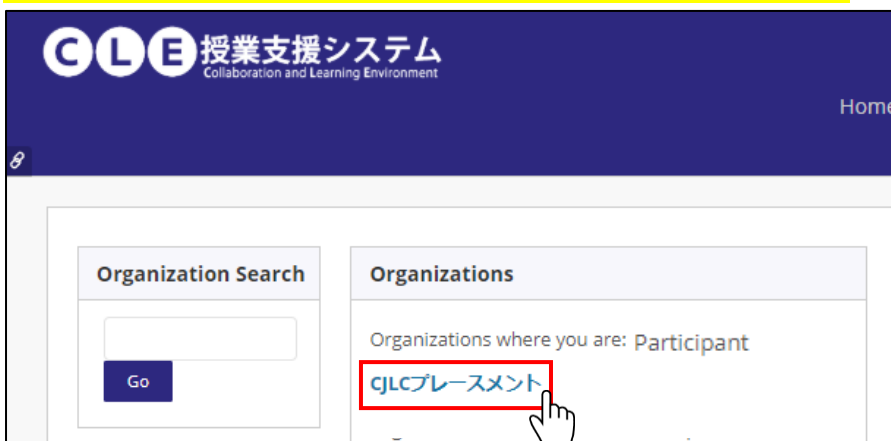 CLE授業支援システム
Collaboration and Learning Environment
Home
Organization Search
Go
Organizations
Organizations where you are: Participant
CJLCプレースメント